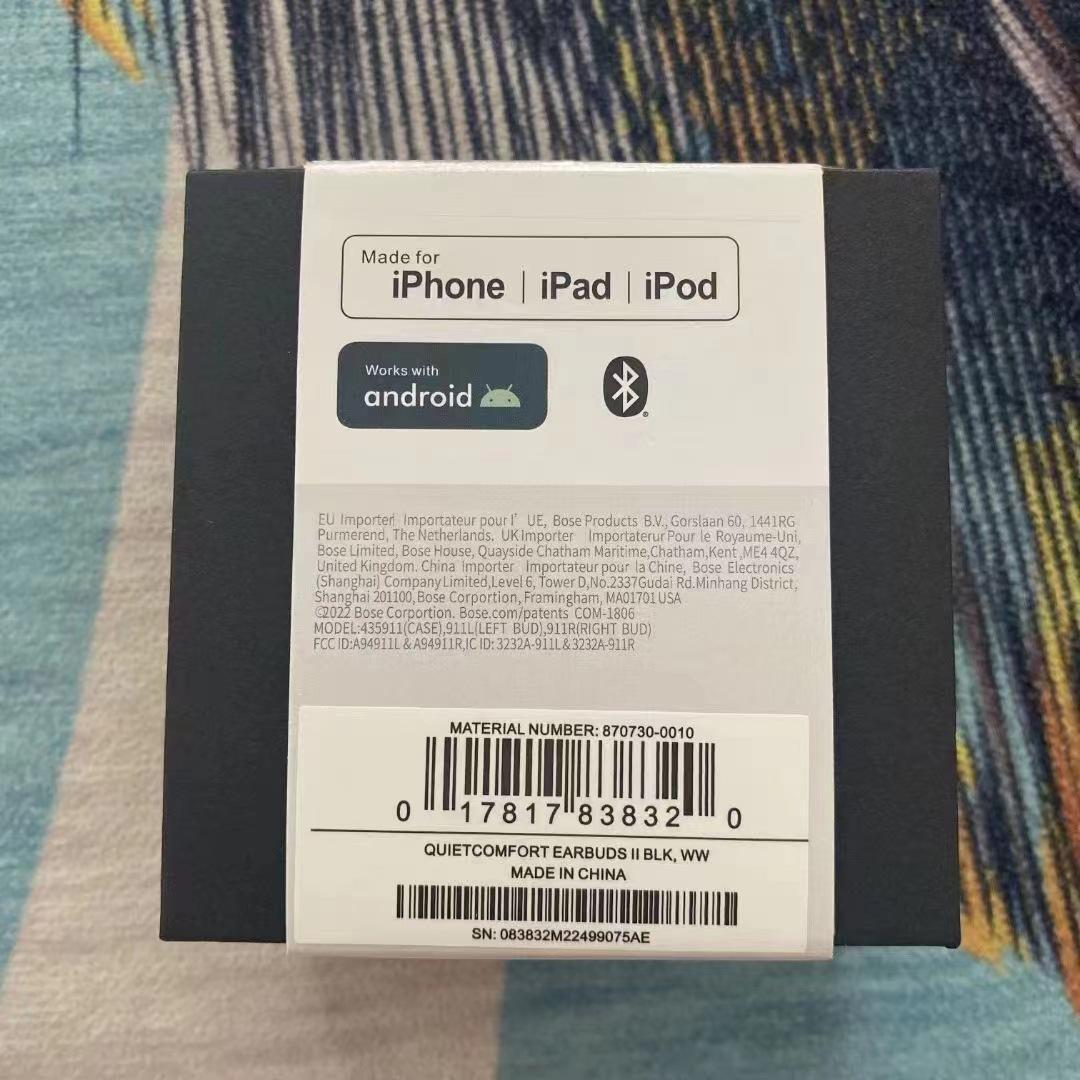 Made for
iPhone | iPad | iPod
Works with
android
EU Importer Importateur pour l' UE, Bose Products B.V., Gorslaan 60, 1441RG
Purmerend, The Netherlands. UK Importer ImportaterurPour le Royaume-Uni,
Bose Limited, Bose House, Quayside Chatham Maritime,Chatham,Kent ,ME4 4QZ,
United Kingdom. China Importer Importateur pour la Chine, Bose Electronics
(Shanghai) CompanyLimited,Level 6, Tower D,No.2337Gudai Rd.Minhang District,
Shanghai 201100,Bose Corportion, Framingham, MA01701 USA
©2022 Bose Corportion. Bose.com/patents COM-1806
MODEL:435911(CASE),911L(LEFT BUD),911R(RIGHT BUD)
FCC ID:A94911L & A94911R,IC ID: 3232A-911L & 3232A-911R
MATERIAL NUMBER: 870730-0010
0 17817 83832 0
QUIETCOMFORT EARBUDS II BLK, WW
MADE IN CHINA
SN: 083832M22499075AE